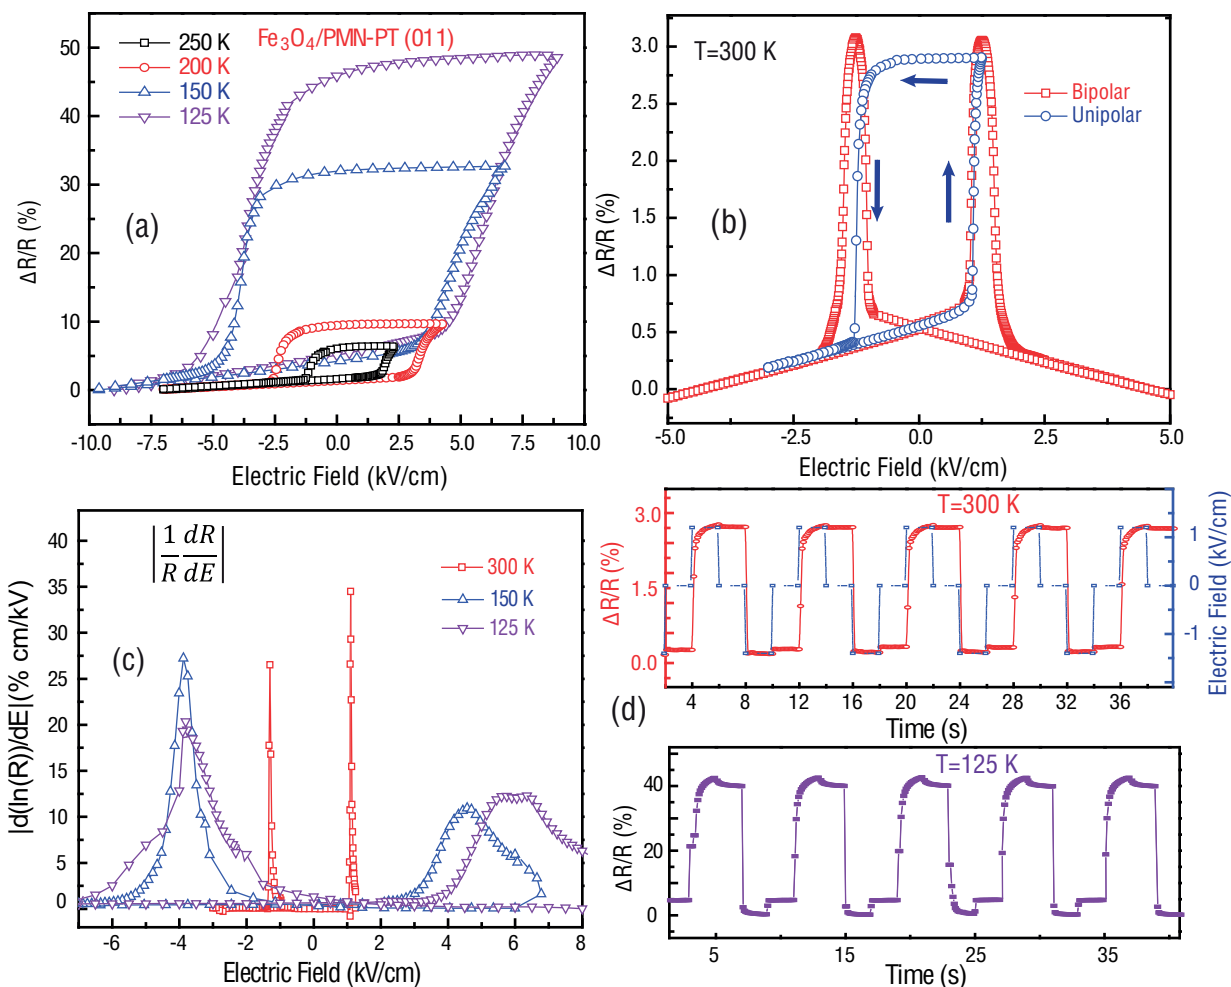 (a)
Fe₃O₄/PMN-PT (011)
250 K
200 K
150 K
125 K
50
40
30
20
10
0
ΔR/R (%)
-10.0 -7.5 -5.0 -2.5 0.0 2.5 5.0 7.5 10.0
Electric Field (kV/cm)
(b)
T=300 K
Bipolar
Unipolar
3.0
2.5
2.0
1.5
1.0
0.5
0.0
ΔR/R (%)
-5.0 -2.5 0.0 2.5 5.0
Electric Field (kV/cm)
(c)
|1/R dR/dE|
300 K
150 K
125 K
40
35
30
25
20
15
10
5
0
|d(ln(R))/dE|(% cm/kV)
-6 -4 -2 0 2 4 6 8
Electric Field (kV/cm)
(d)
T=300 K
3.0
1.5
0.0
ΔR/R (%)
1
0
-1
Electric Field (kV/cm)
4 8 12 16 20 24 28 32 36
Time (s)
T=125 K
40
20
0
ΔR/R (%)
5 15 25 35
Time (s)